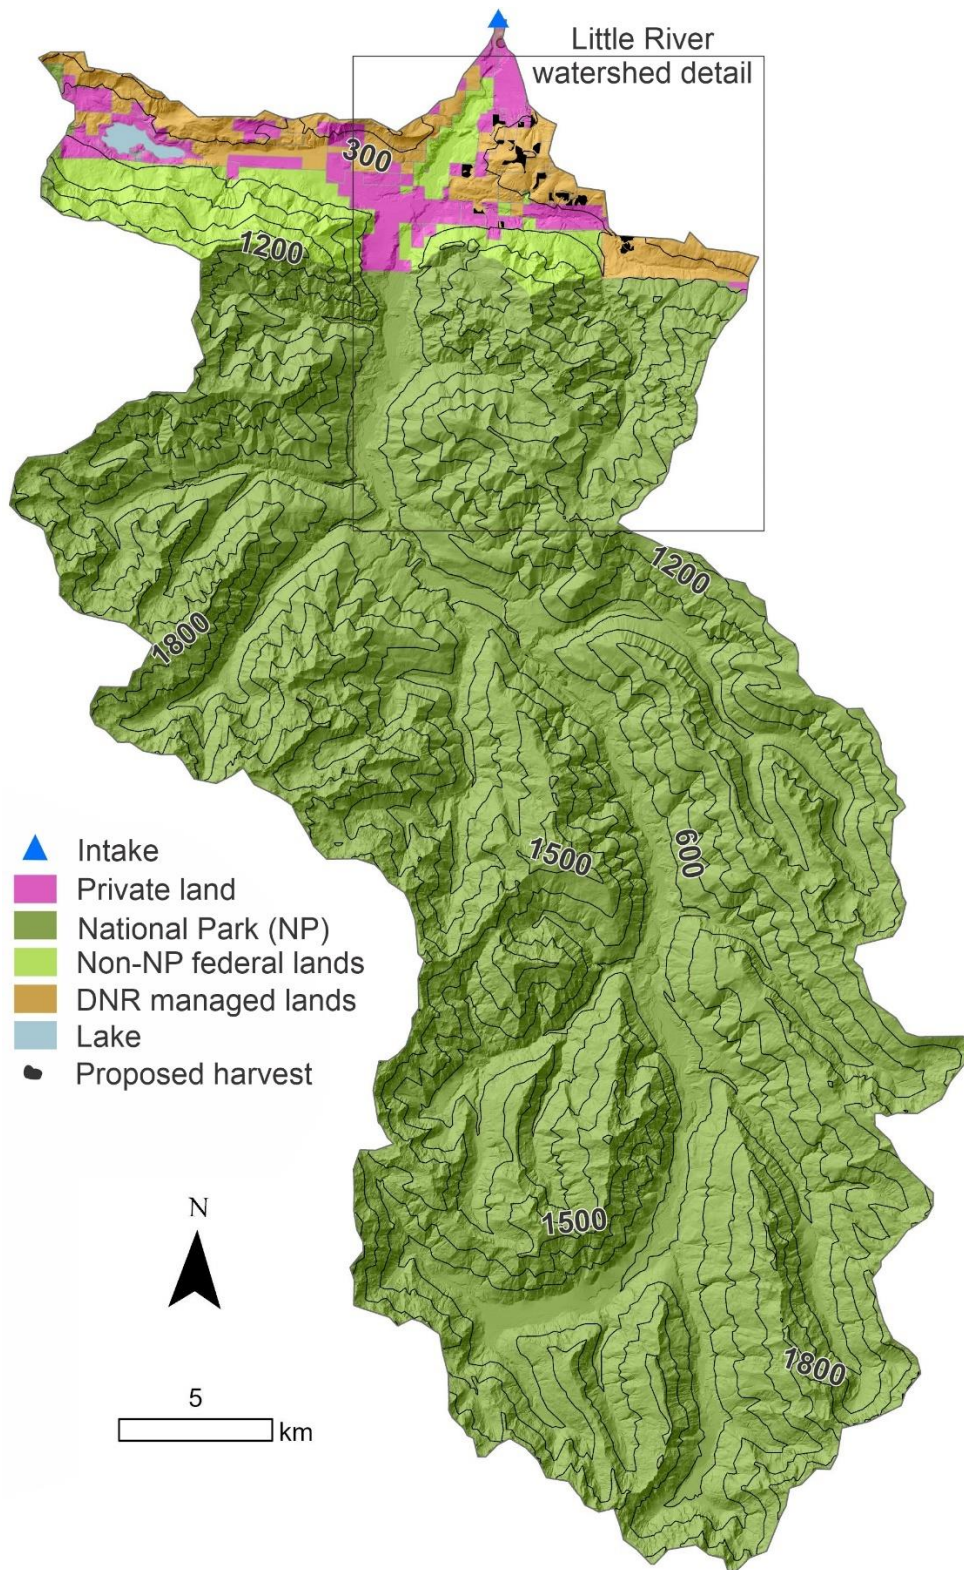 Little River
watershed detail
300
1200
1200
1800
Intake
Private land
National Park (NP)
Non-NP federal lands
DNR managed lands
Lake
Proposed harvest
1500
600
N
1500
1800
5
km